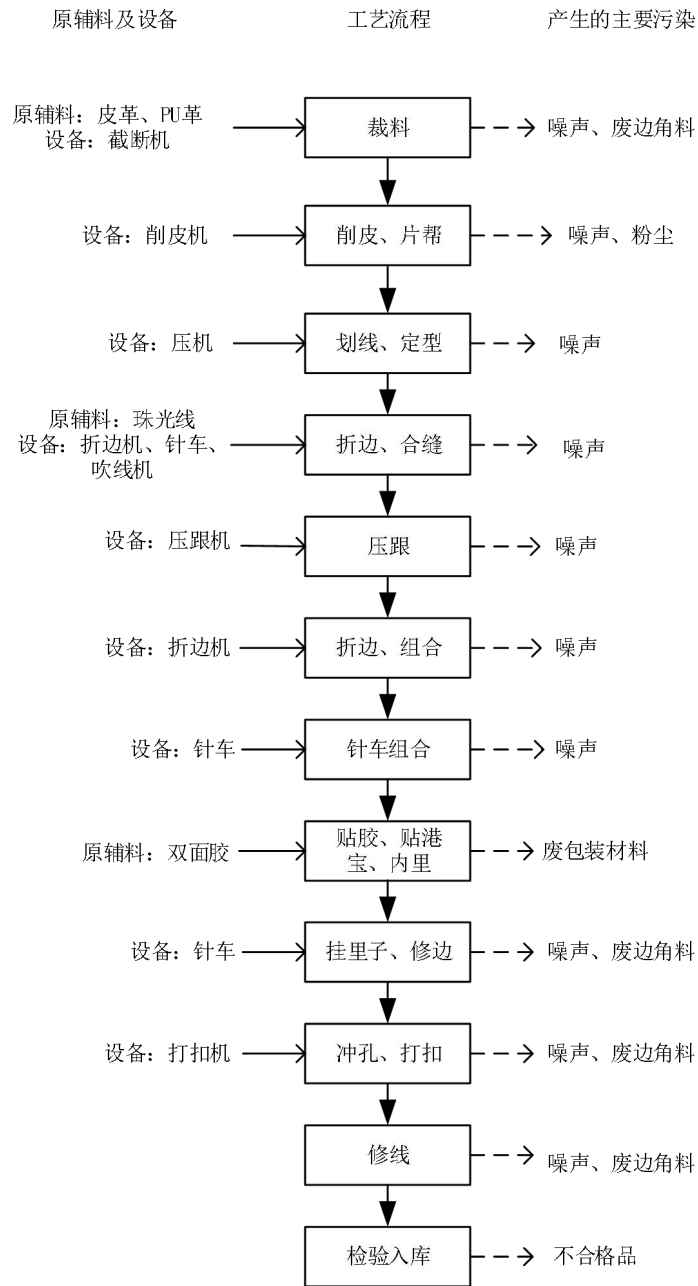 原辅料及设备 工艺流程 产生的主要污染
原辅料：皮革、PU革
设备：截断机
裁料
噪声、废边角料
设备：削皮机
削皮、片帮
噪声、粉尘
设备：压机
划线、定型
噪声
原辅料：珠光线
设备：折边机、针车、
吹线机
折边、合缝
噪声
设备：压跟机
压跟
噪声
设备：折边机
折边、组合
噪声
设备：针车
针车组合
噪声
原辅料：双面胶
贴胶、贴港
宝、内里
废包装材料
设备：针车
挂里子、修边
噪声、废边角料
设备：打扣机
冲孔、打扣
噪声、废边角料
修线
噪声、废边角料
检验入库
不合格品